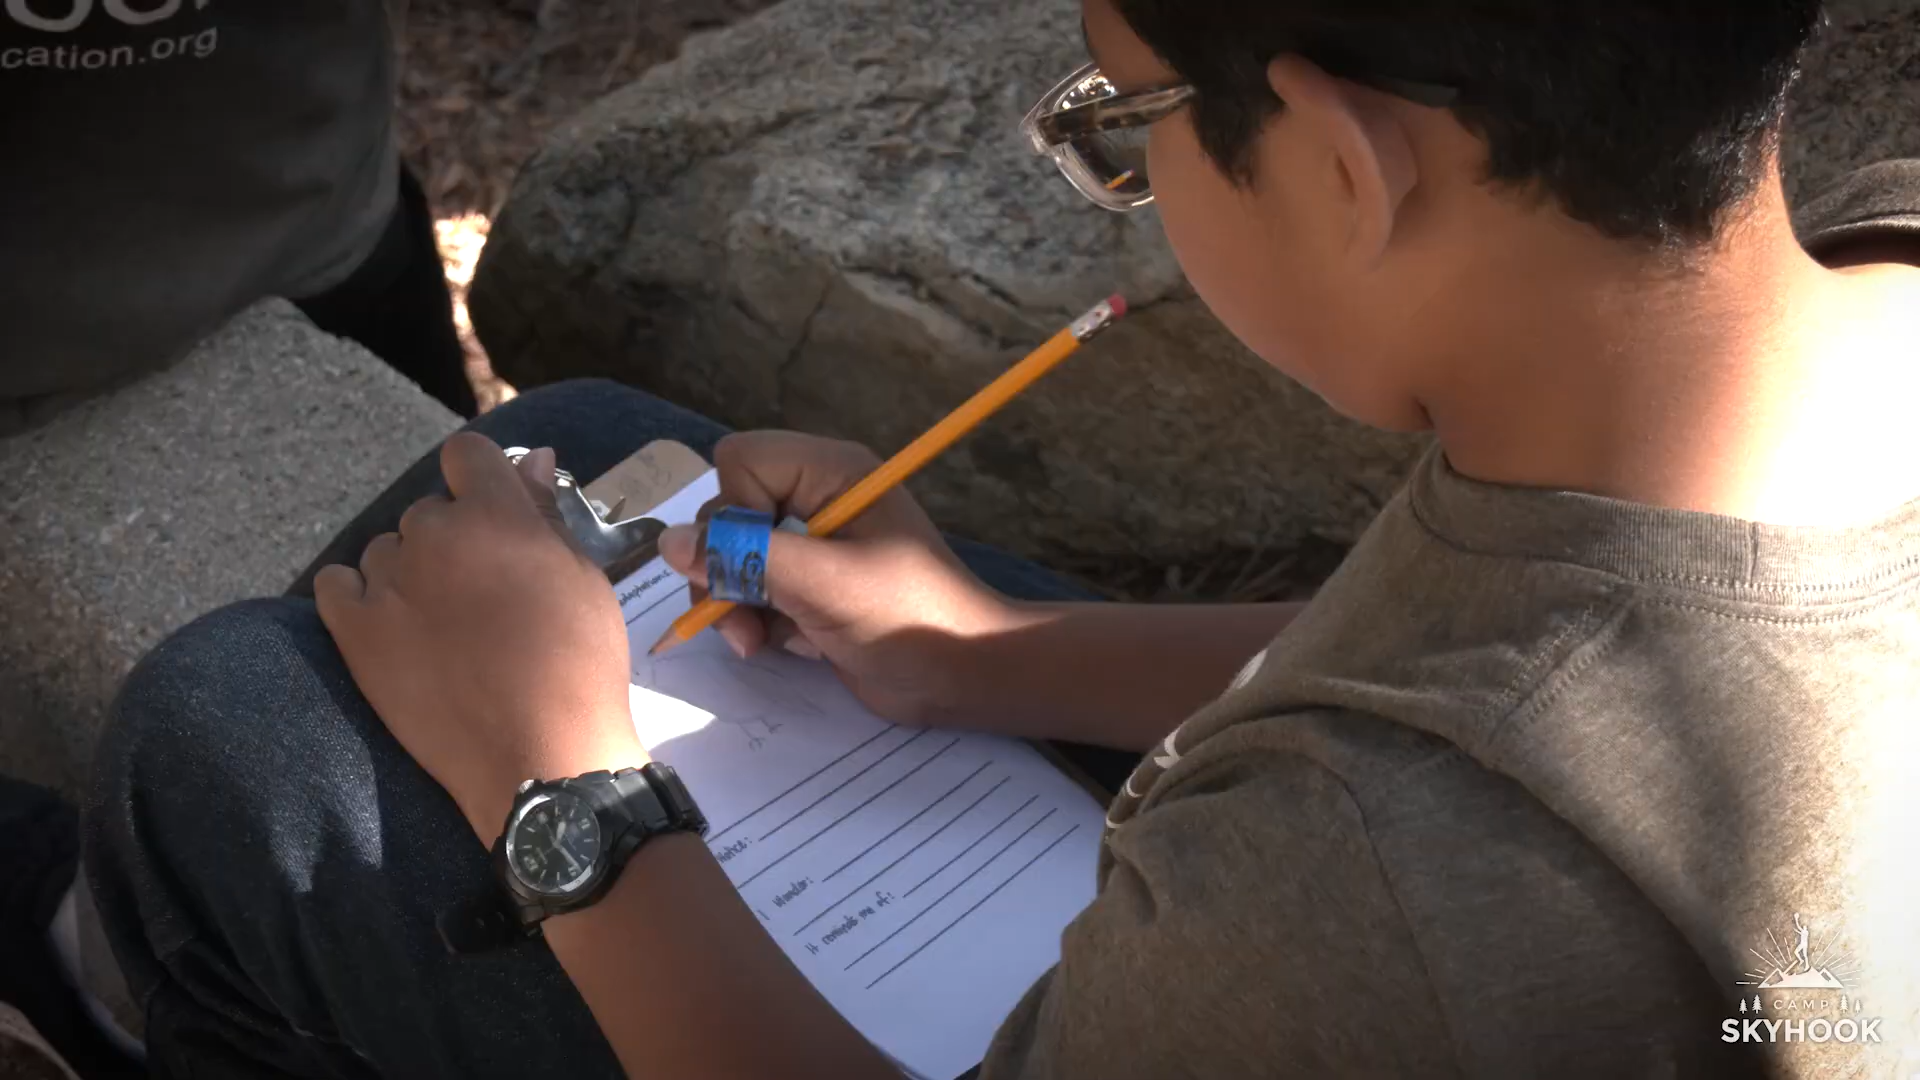 cation.org
adaptations
Notice:
I Wonder:
It reminds me of:
CAMP
SKYHOOK